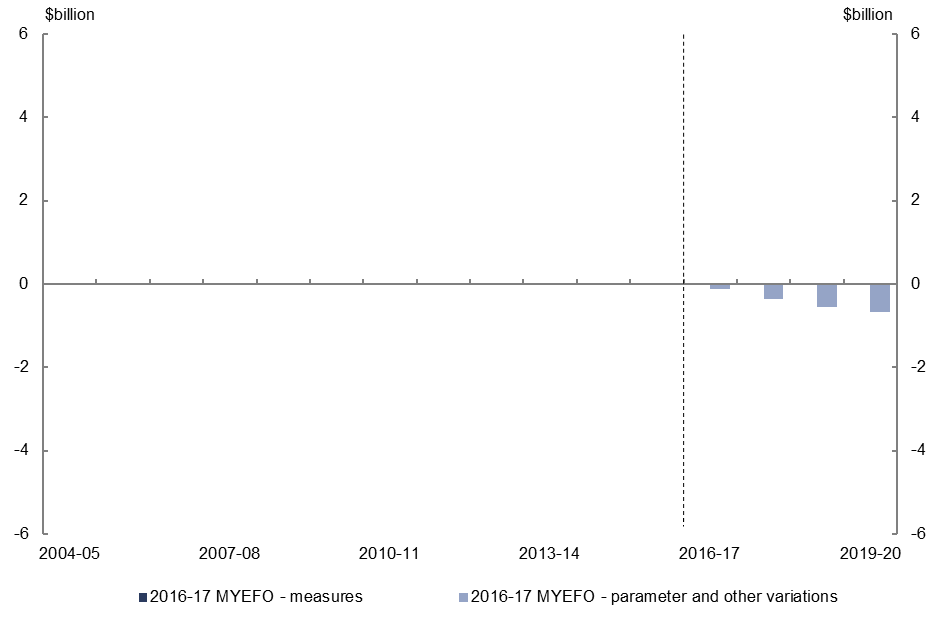 $billion $billion
6 6
4 4
2 2
0 0
-2 -2
-4 -4
-6 -6
2004-05 2007-08 2010-11 2013-14 2016-17 2019-20
2016-17 MYEFO - measures 2016-17 MYEFO - parameter and other variations